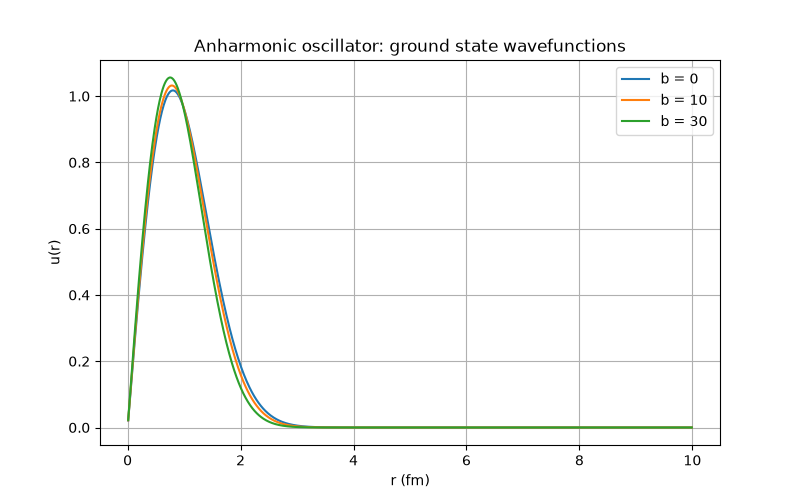 Anharmonic oscillator: ground state wavefunctions
b = 0
b = 10
b = 30
u(r)
1.0
0.8
0.6
0.4
0.2
0.0
0 2 4 6 8 10
r (fm)